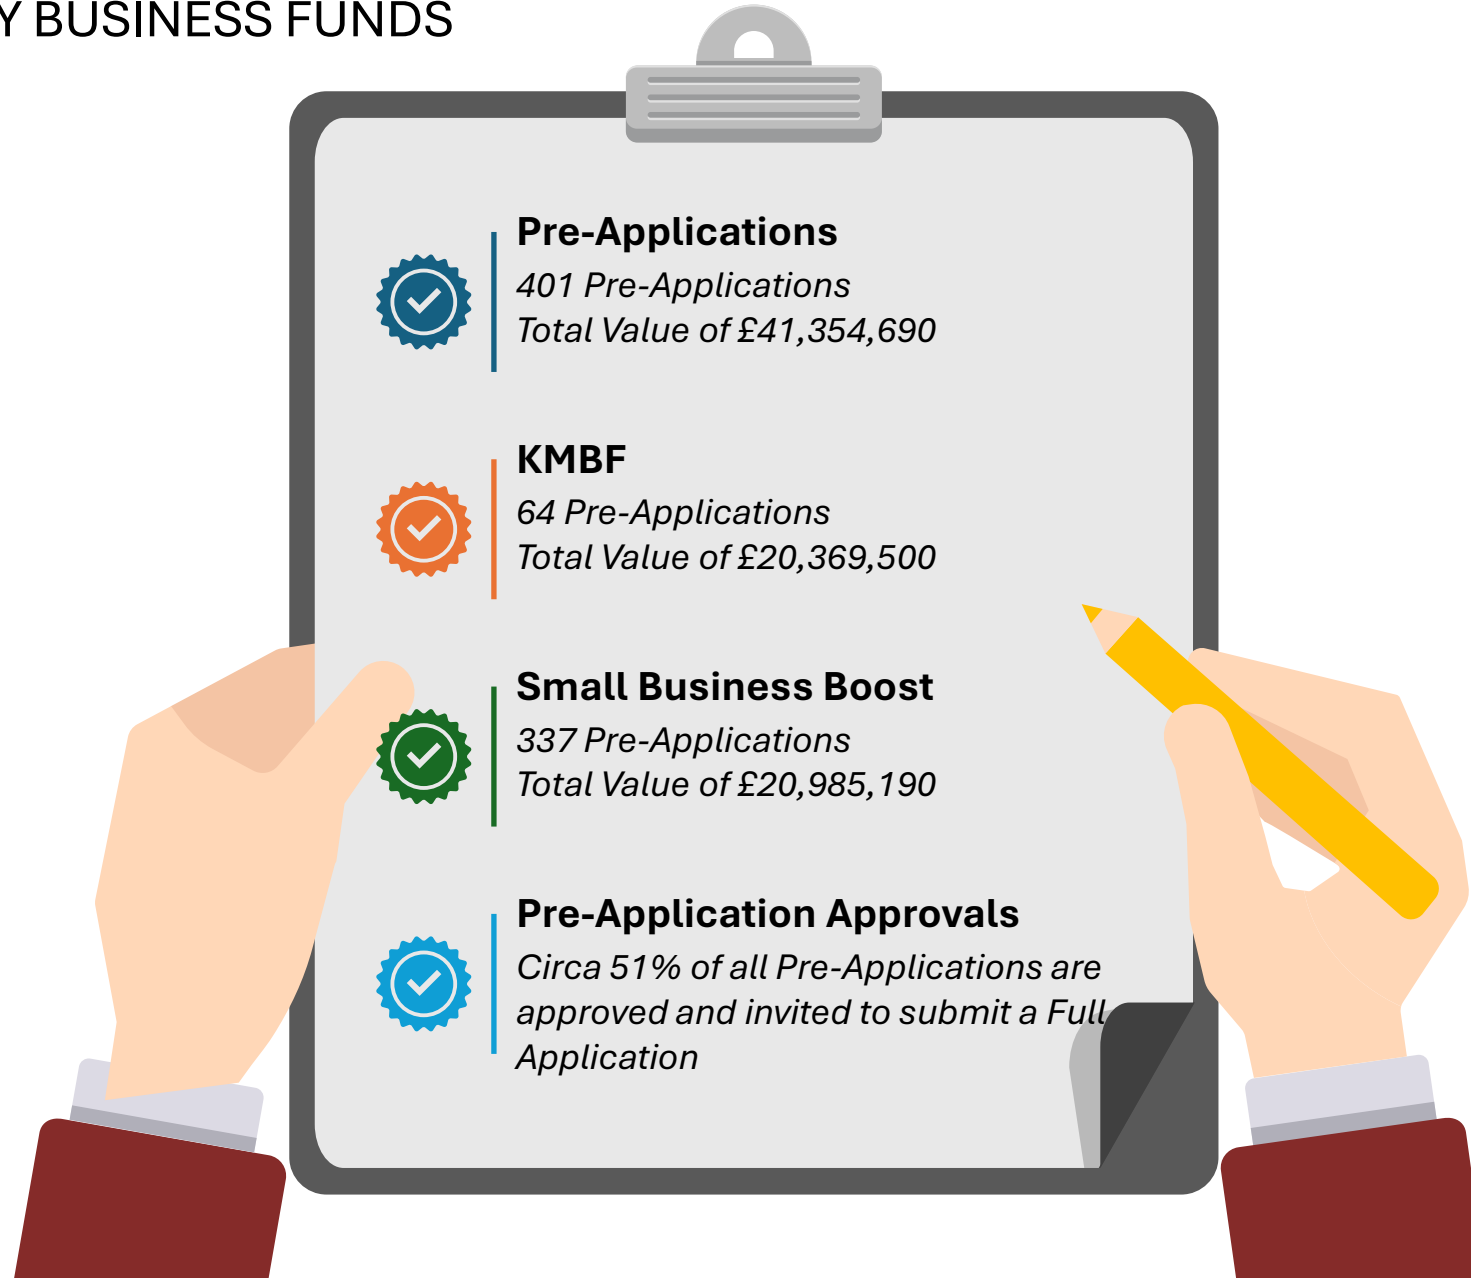 Y BUSINESS FUNDS
Pre-Applications
401 Pre-Applications
Total Value of £41,354,690
KMBF
64 Pre-Applications
Total Value of £20,369,500
Small Business Boost
337 Pre-Applications
Total Value of £20,985,190
Pre-Application Approvals
Circa 51% of all Pre-Applications are
approved and invited to submit a Full
Application